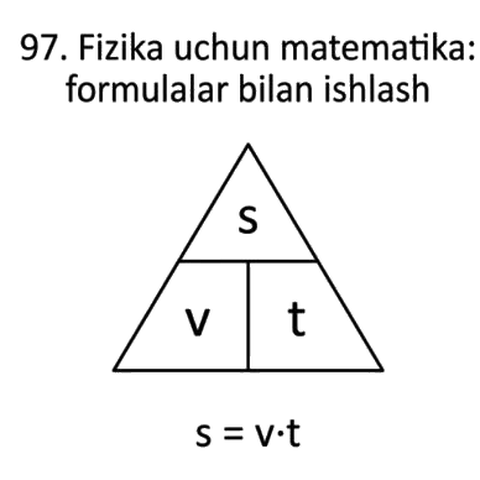 97. Fizika uchun matematika:
formulalar bilan ishlash
s
v t
s = v·t